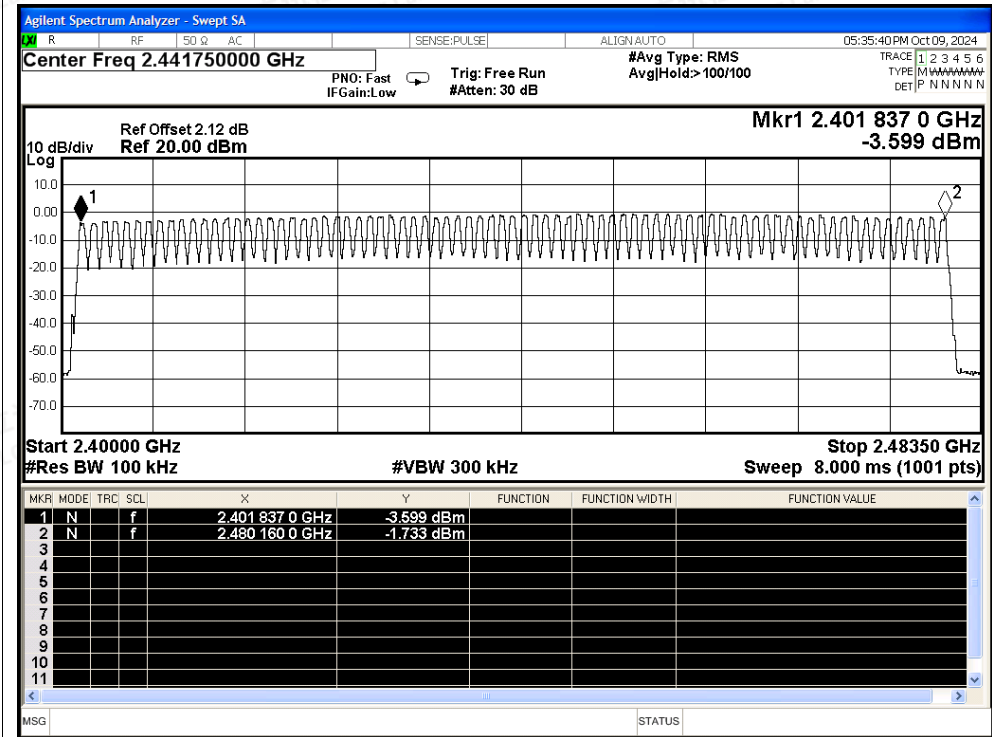 Agilent Spectrum Analyzer - Swept SA
LXI R RF 50 Ω AC SENSE:PULSE ALIGN AUTO 05:35:40 PM Oct 09, 2024
Center Freq 2.441750000 GHz #Avg Type: RMS TRACE 1 2 3 4 5 6
PNO: Fast Trig: Free Run Avg|Hold:>100/100 TYPE M WWWWW
IFGain:Low #Atten: 30 dB DET P N N N N N
Mkr1 2.401 837 0 GHz
Ref Offset 2.12 dB
10 dB/div Ref 20.00 dBm -3.599 dBm
Log
10.0
1 2
0.00
-10.0
-20.0
-30.0
-40.0
-50.0
-60.0
-70.0
Start 2.40000 GHz Stop 2.48350 GHz
#Res BW 100 kHz #VBW 300 kHz Sweep 8.000 ms (1001 pts)
MKR MODE TRC SCL X Y FUNCTION FUNCTION WIDTH FUNCTION VALUE
1 N f 2.401 837 0 GHz -3.599 dBm
2 N f 2.480 160 0 GHz -1.733 dBm
3
4
5
6
7
8
9
10
11
MSG STATUS